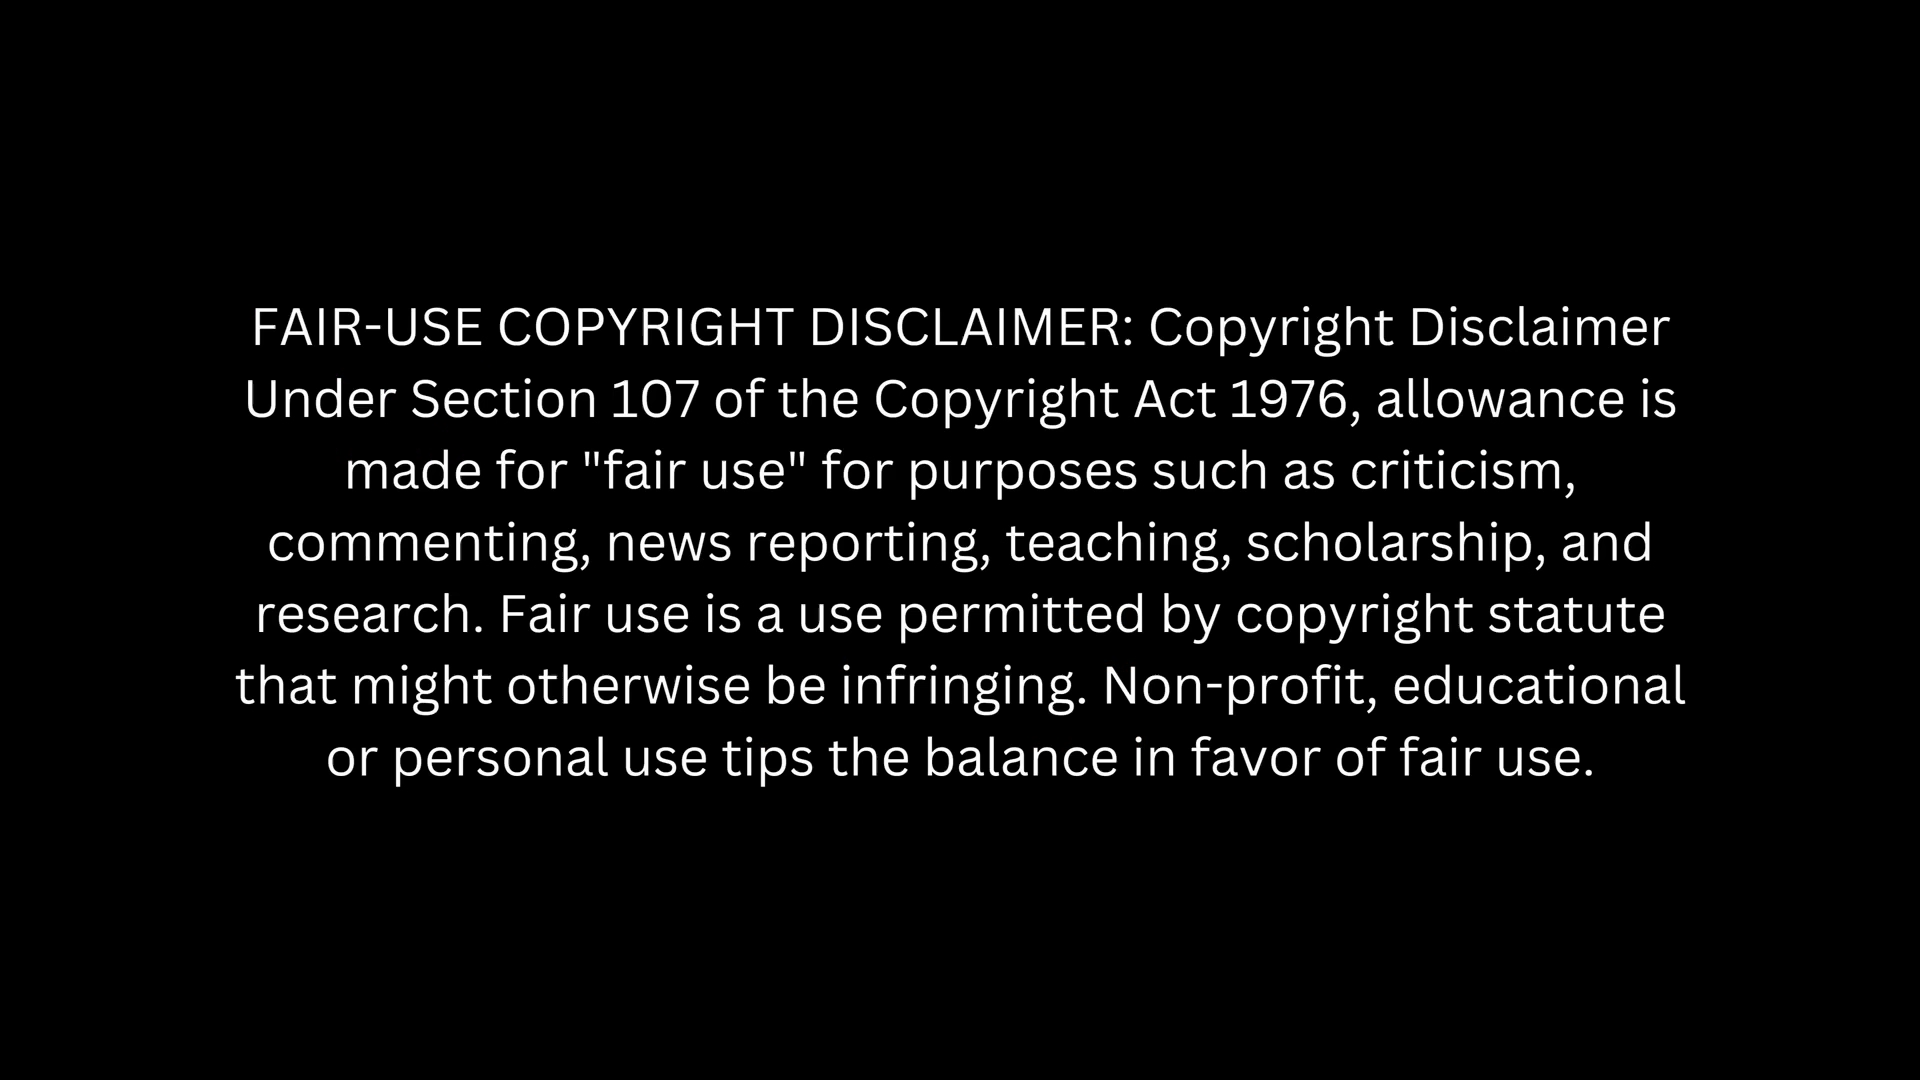 FAIR-USE COPYRIGHT DISCLAIMER: Copyright Disclaimer
Under Section 107 of the Copyright Act 1976, allowance is
made for "fair use" for purposes such as criticism,
commenting, news reporting, teaching, scholarship, and
research. Fair use is a use permitted by copyright statute
that might otherwise be infringing. Non-profit, educational
or personal use tips the balance in favor of fair use.